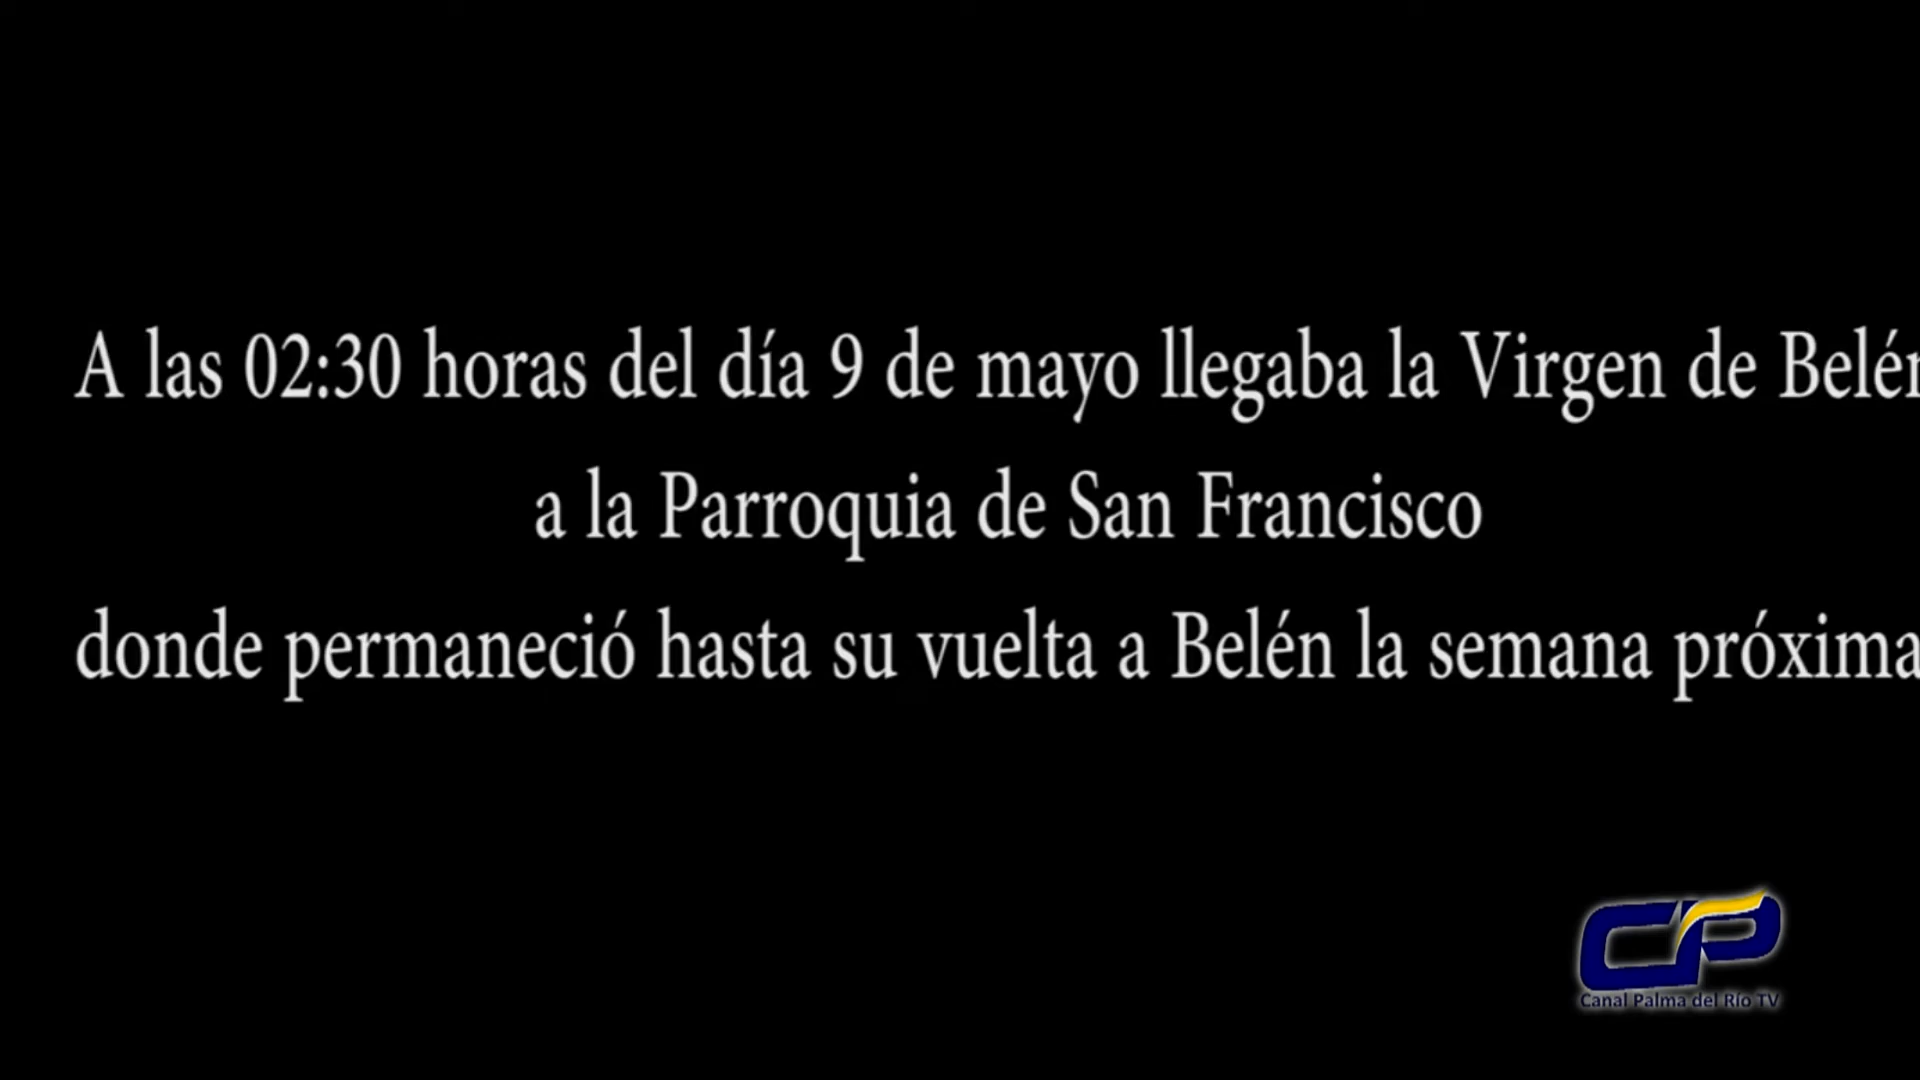 A las 02:30 horas del día 9 de mayo llegaba la Virgen de Belén
a la Parroquia de San Francisco
donde permaneció hasta su vuelta a Belén la semana próxima
CP
Canal Palma del Río TV